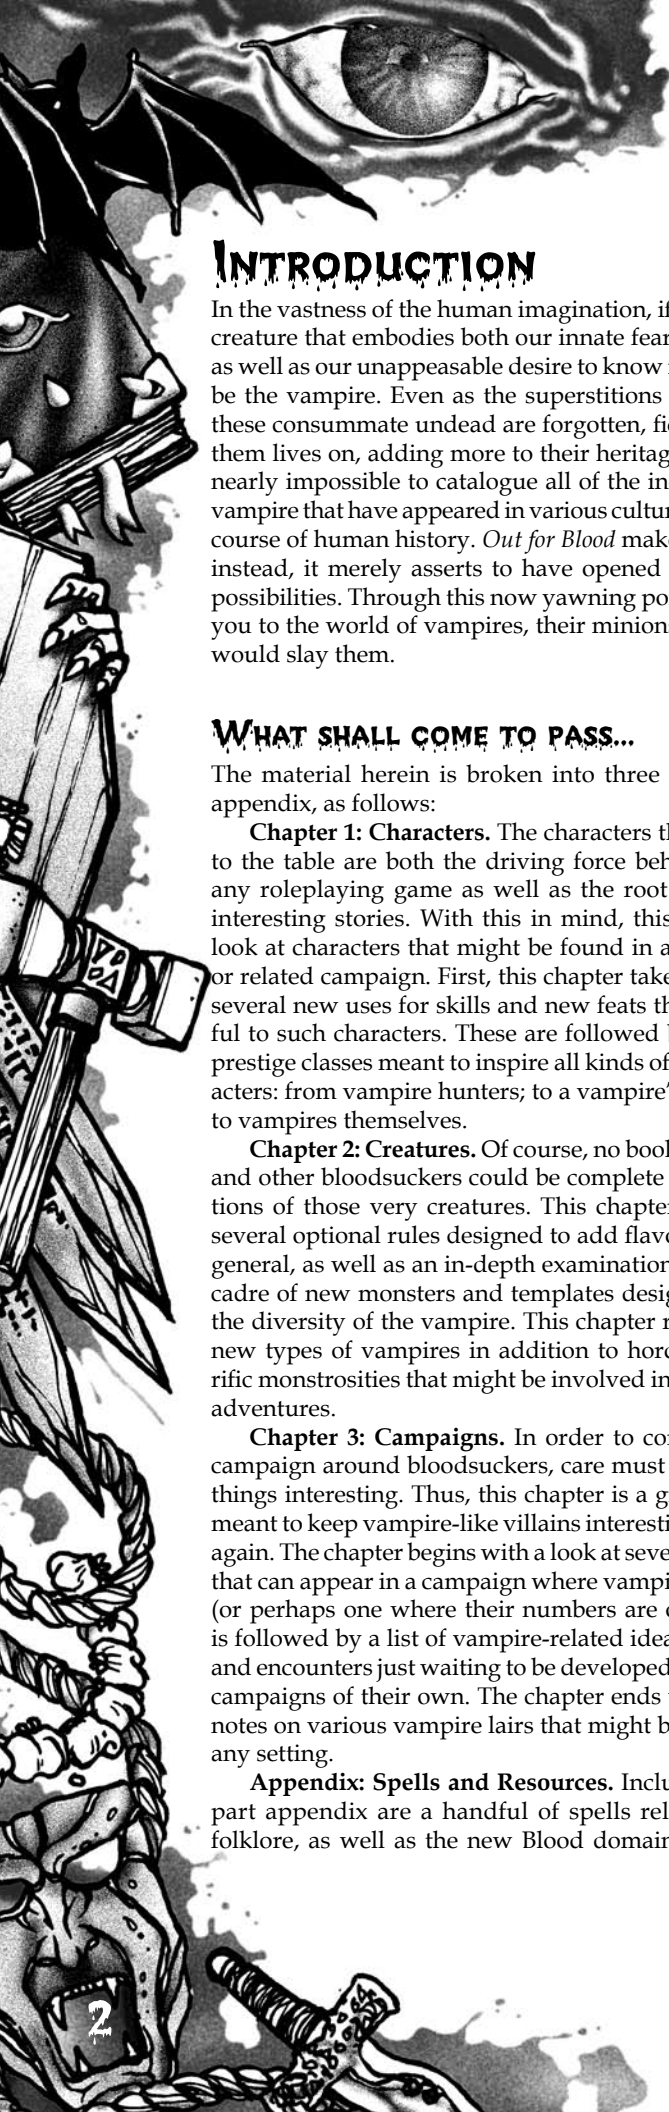 INTRODUCTION
In the vastness of the human imagination, if
creature that embodies both our innate fear
as well as our unappeasable desire to know
be the vampire. Even as the superstitions
these consummate undead are forgotten, fi
them lives on, adding more to their heritag
nearly impossible to catalogue all of the in
vampire that have appeared in various cultu
course of human history. Out for Blood mak
instead, it merely asserts to have opened
possibilities. Through this now yawning po
you to the world of vampires, their minion
would slay them.
WHAT SHALL COME TO PASS...
The material herein is broken into three
appendix, as follows:
Chapter 1: Characters. The characters th
to the table are both the driving force beh
any roleplaying game as well as the root
interesting stories. With this in mind, this
look at characters that might be found in a
or related campaign. First, this chapter take
several new uses for skills and new feats th
ful to such characters. These are followed
prestige classes meant to inspire all kinds of
acters: from vampire hunters; to a vampire'
to vampires themselves.
Chapter 2: Creatures. Of course, no book
and other bloodsuckers could be complete
tions of those very creatures. This chapter
several optional rules designed to add flavo
general, as well as an in-depth examination
cadre of new monsters and templates desig
the diversity of the vampire. This chapter
new types of vampires in addition to hord
rific monstrosities that might be involved in
adventures.
Chapter 3: Campaigns. In order to con
campaign around bloodsuckers, care must
things interesting. Thus, this chapter is a g
meant to keep vampire-like villains interesti
again. The chapter begins with a look at seve
that can appear in a campaign where vampi
(or perhaps one where their numbers are
is followed by a list of vampire-related idea
and encounters just waiting to be developed
campaigns of their own. The chapter ends
notes on various vampire lairs that might b
any setting.
Appendix: Spells and Resources. Inclu
part appendix are a handful of spells rel
folklore, as well as the new Blood domain
2